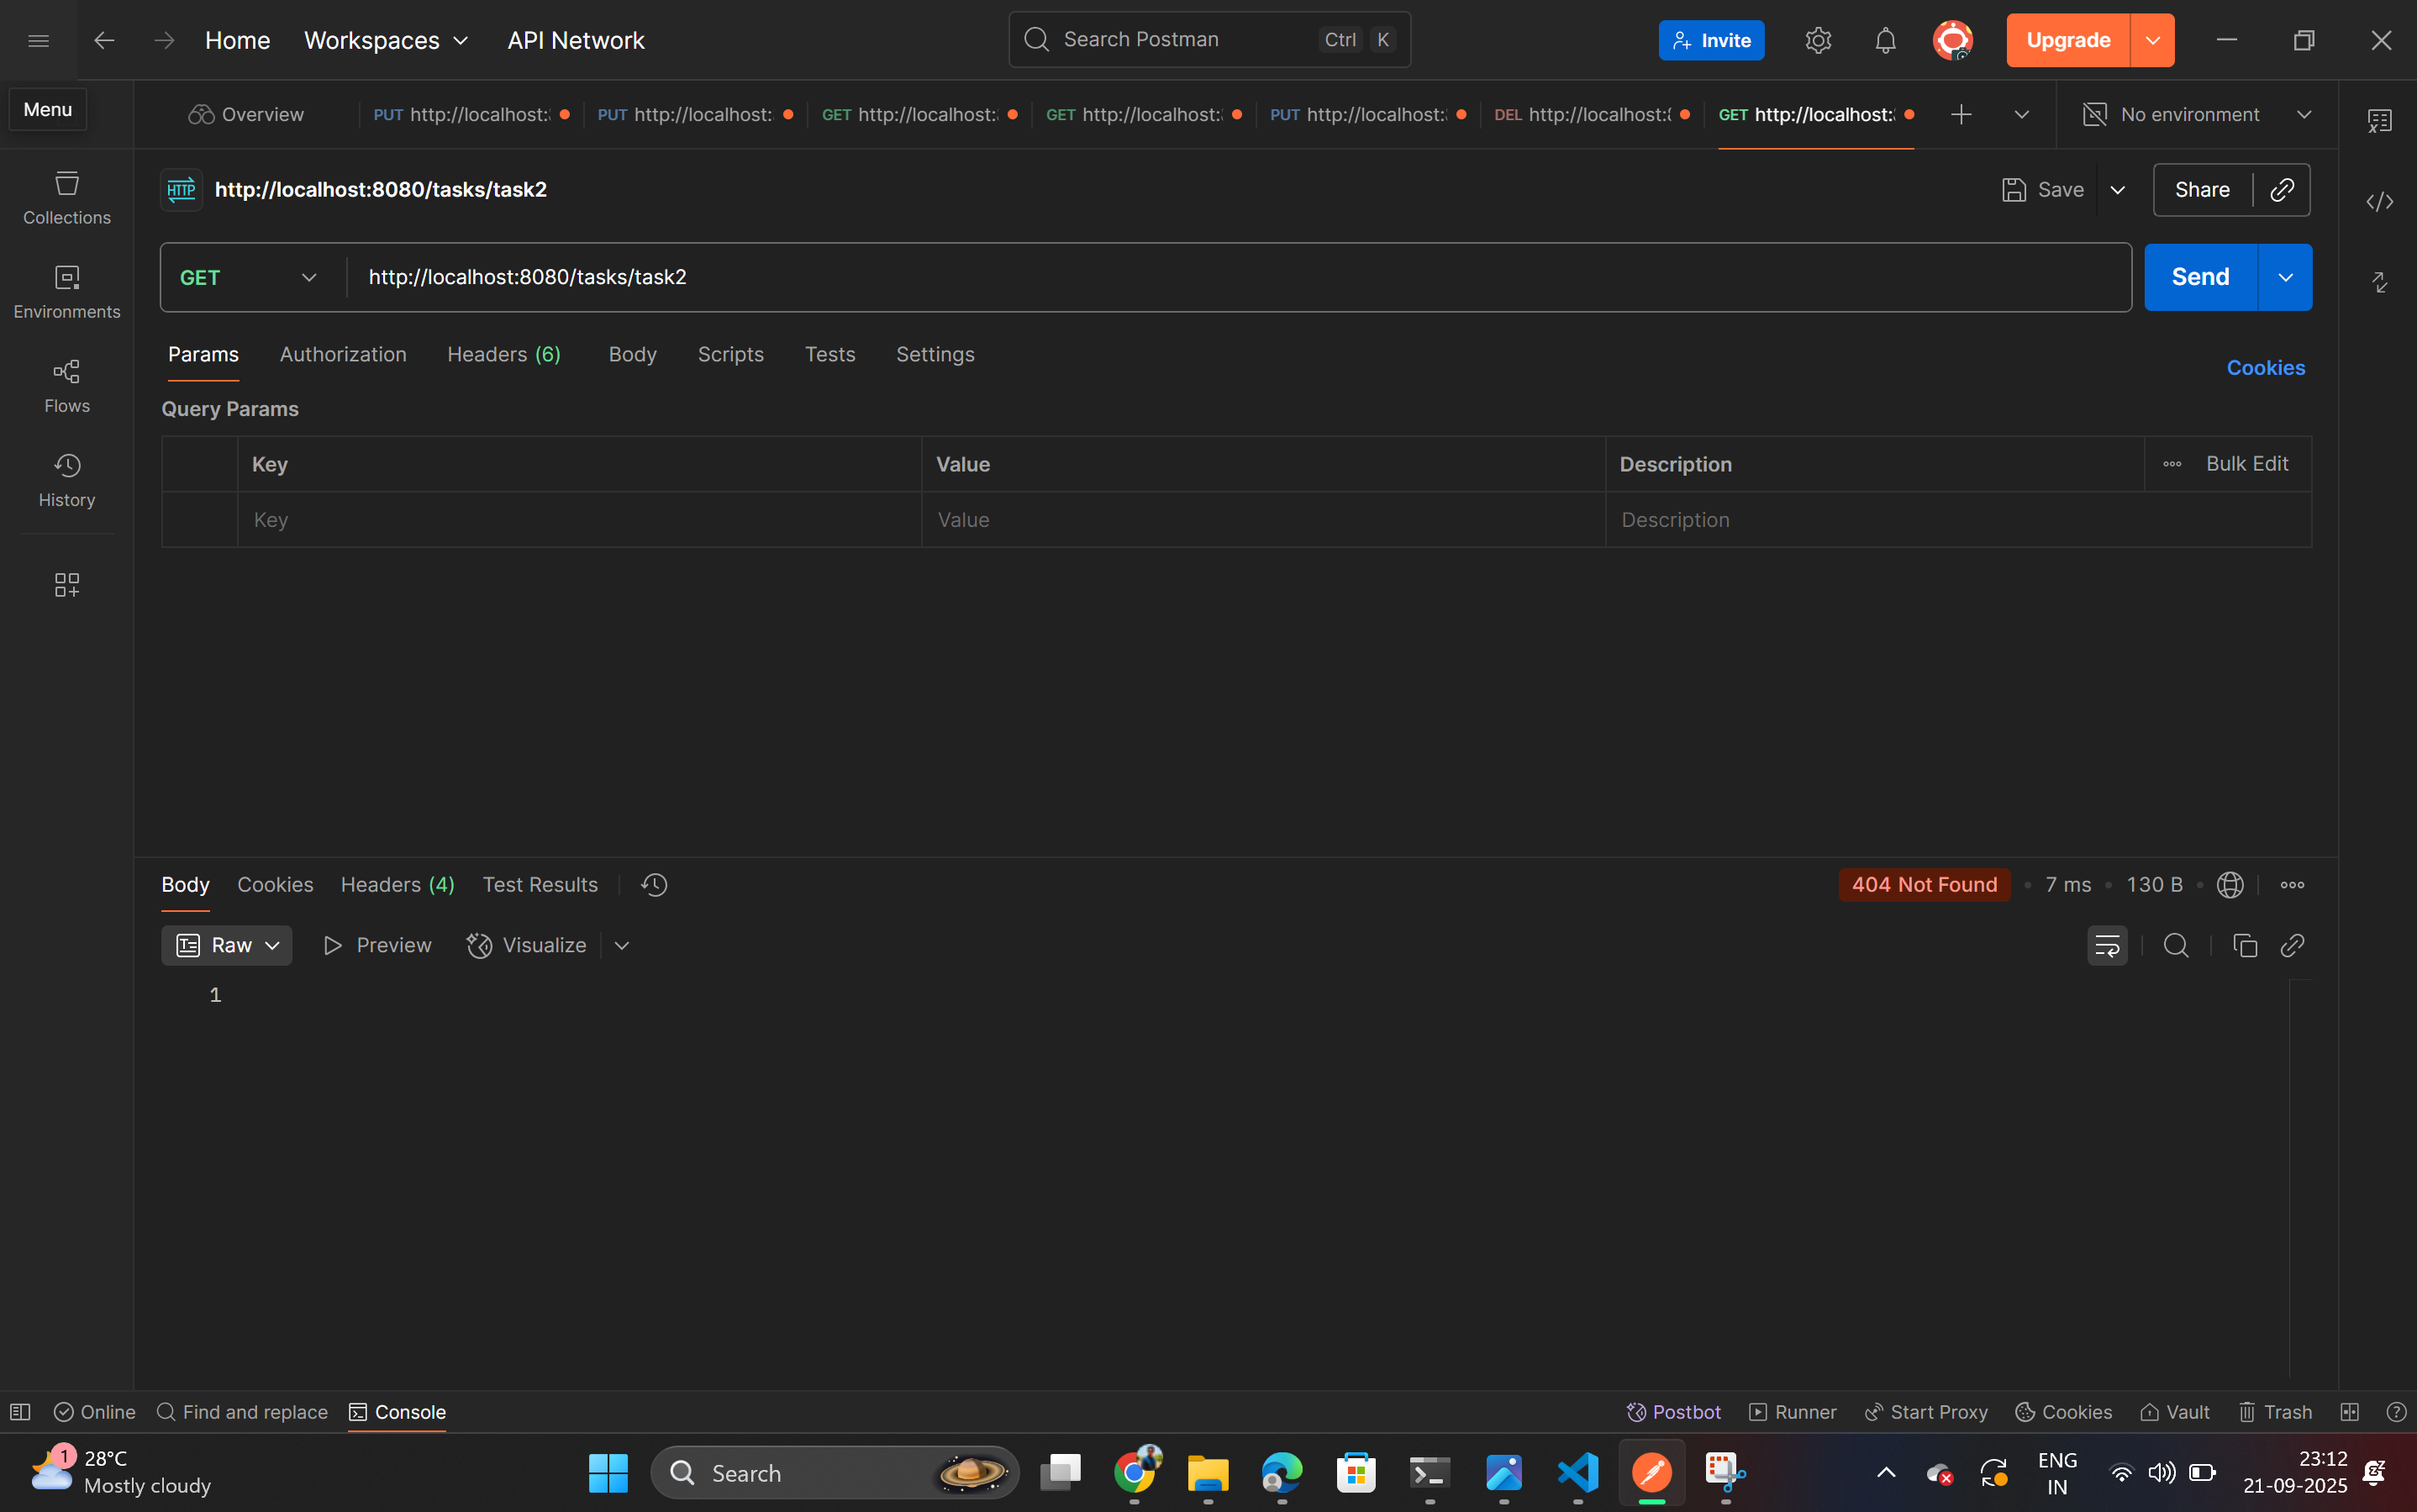 Home
Workspaces
API Network
Search Postman
Ctrl
K
Invite
Upgrade
Menu
Overview
PUT http://localhost:
PUT http://localhost:
GET http://localhost:
GET http://localhost:
PUT http://localhost:
DEL http://localhost:
GET http://localhost:
No environment
Collections
Environments
Flows
History
HTTP
http://localhost:8080/tasks/task2
Save
Share
GET
http://localhost:8080/tasks/task2
Send
Params
Authorization
Headers (6)
Body
Scripts
Tests
Settings
Cookies
Query Params
Key
Value
Description
Bulk Edit
Key
Value
Description
Body
Cookies
Headers (4)
Test Results
404 Not Found
7 ms
130 B
Raw
Preview
Visualize
1
Online
Find and replace
Console
Postbot
Runner
Start Proxy
Cookies
Vault
Trash
1
28°C
Mostly cloudy
Search
ENG
IN
23:12
21-09-2025